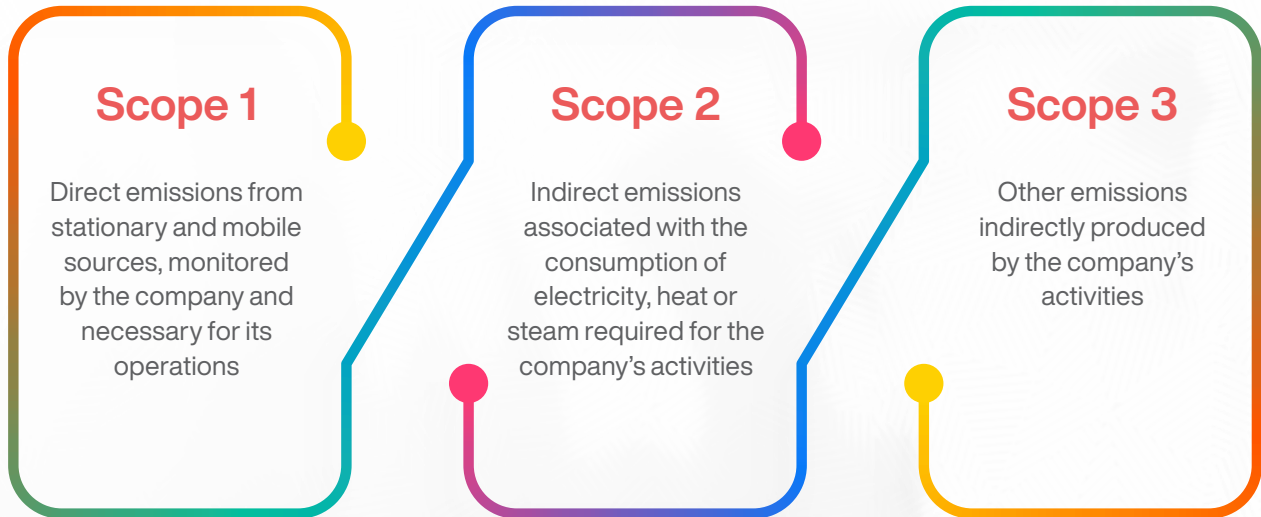 Scope 1
Direct emissions from
stationary and mobile
sources, monitored
by the company and
necessary for its
operations
Scope 2
Indirect emissions
associated with the
consumption of
electricity, heat or
steam required for the
company’s activities
Scope 3
Other emissions
indirectly produced
by the company’s
activities